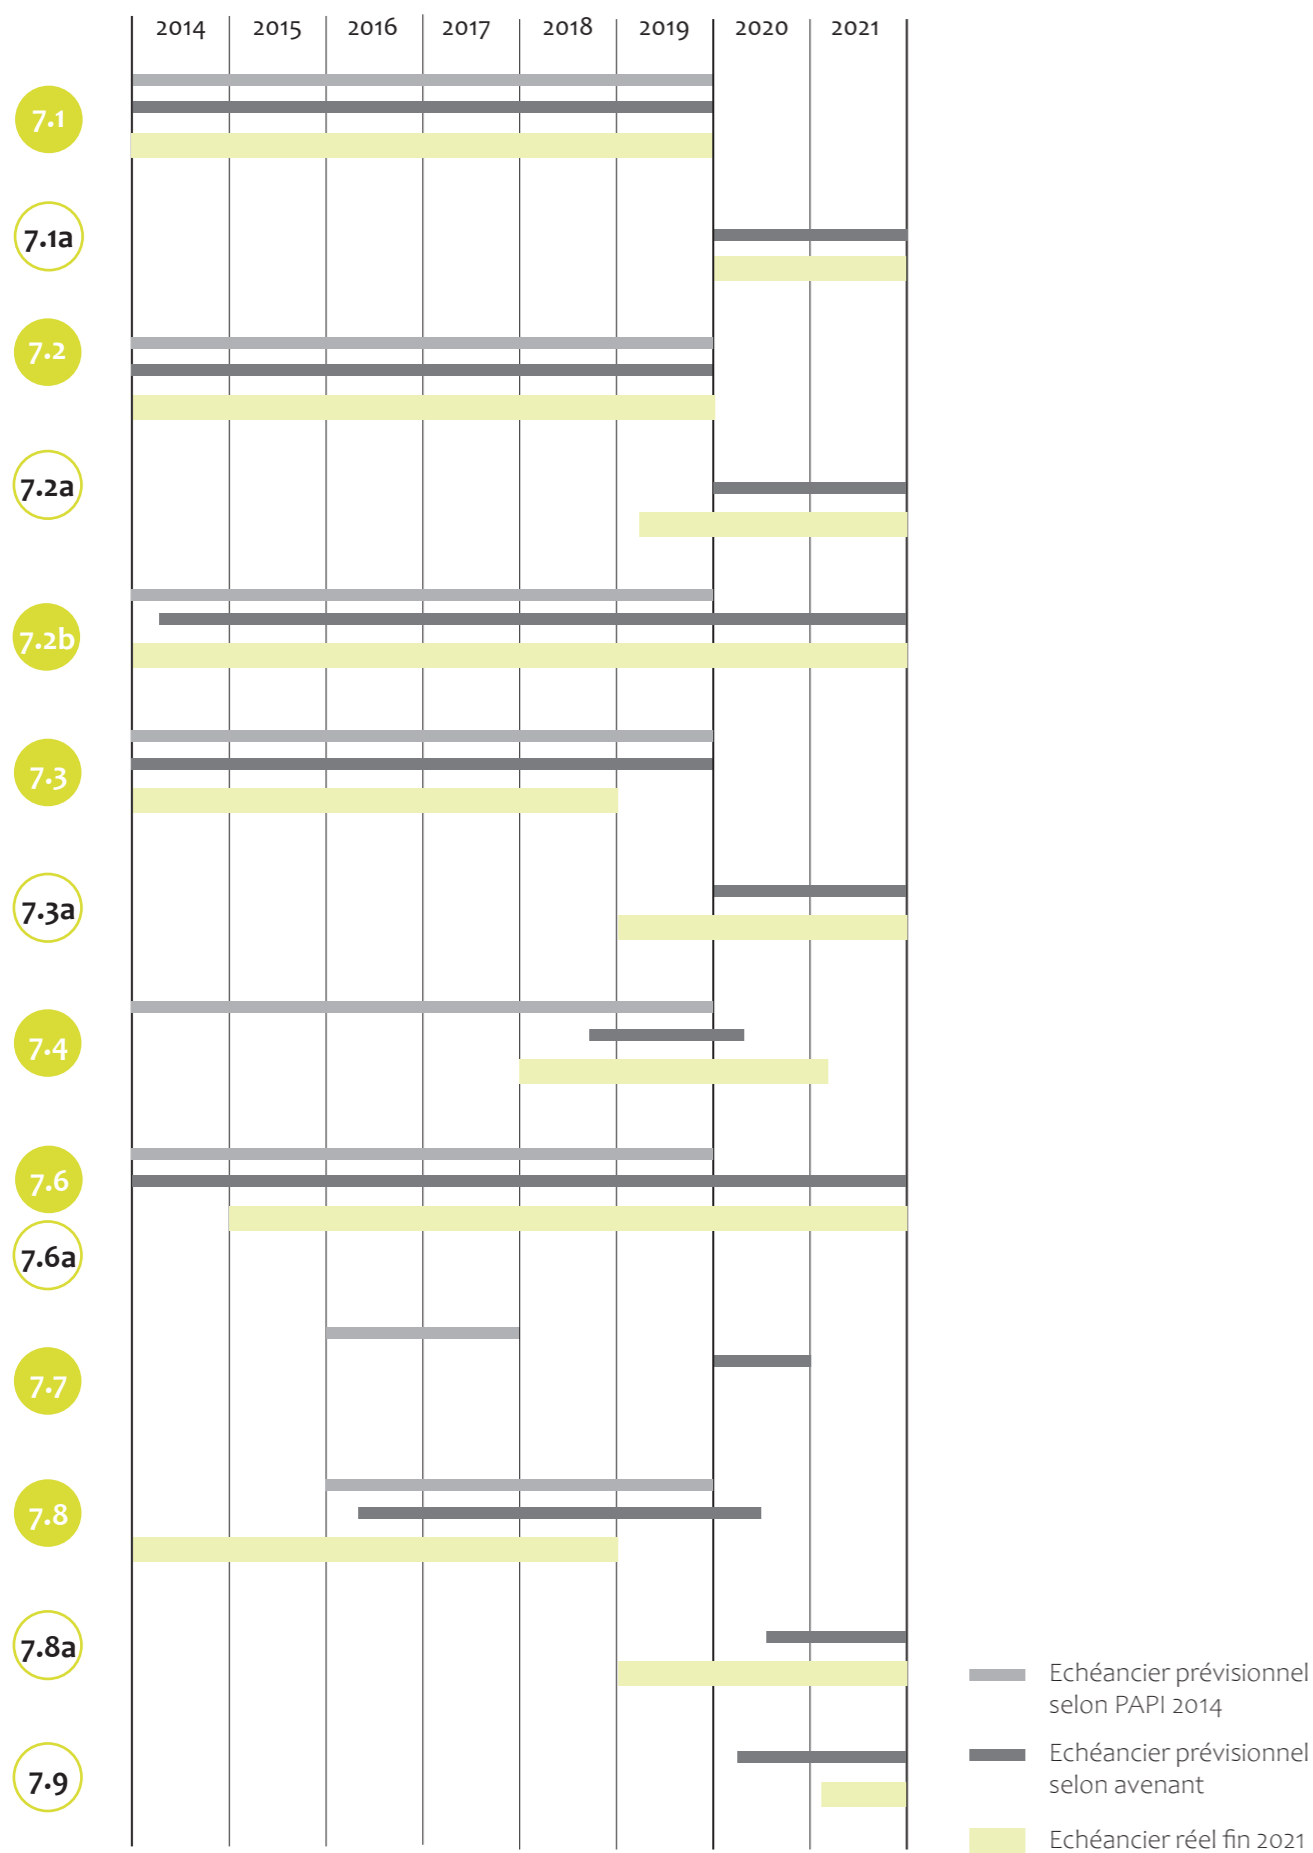 2014 2015 2016 2017 2018 2019 2020 2021
7.1
7.1a
7.2
7.2a
7.2b
7.3
7.3a
7.4
7.6
7.6a
7.7
7.8
7.8a
7.9
Echéancier prévisionnel
selon PAPI 2014
Echéancier prévisionnel
selon avenant
Echéancier réel fin 2021